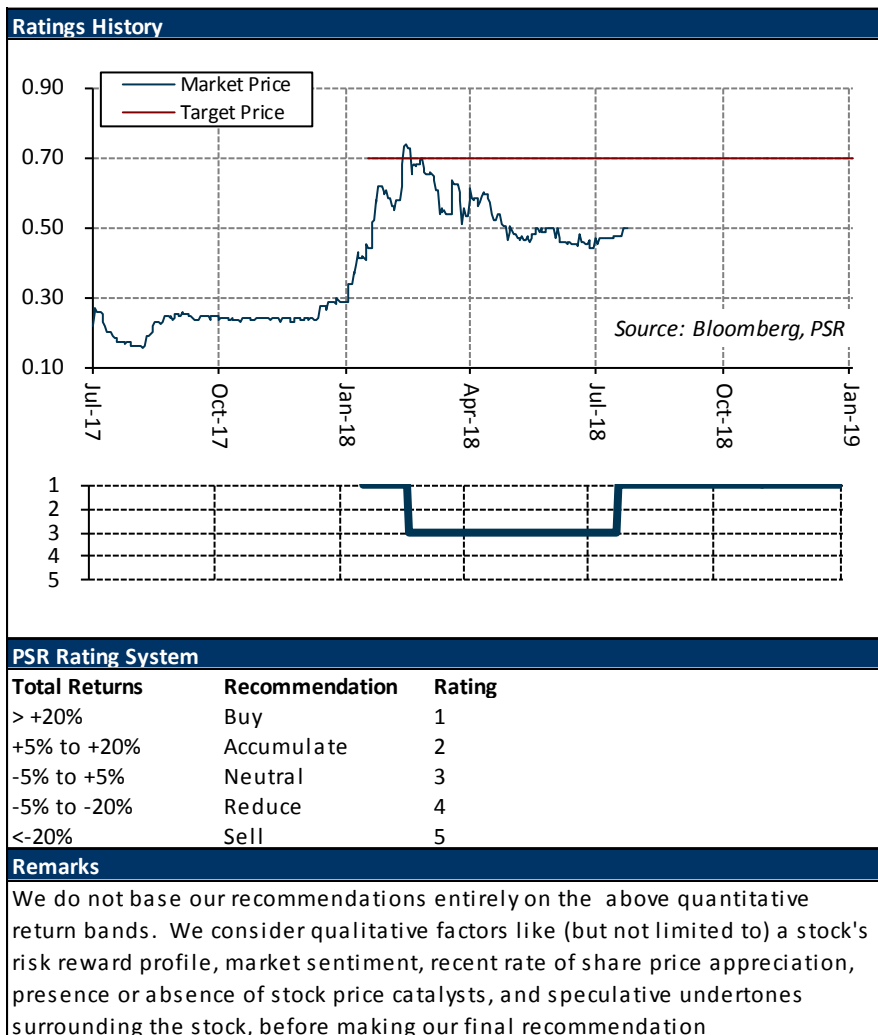 Ratings History
Market Price
Target Price
0.90
0.70
0.50
0.30
0.10
Source: Bloomberg, PSR
Jul-17
Oct-17
Jan-18
Apr-18
Jul-18
Oct-18
Jan-19
1
2
3
4
5
PSR Rating System
Total Returns Recommendation Rating
> +20% Buy 1
+5% to +20% Accumulate 2
-5% to +5% Neutral 3
-5% to -20% Reduce 4
<-20% Sell 5
Remarks
We do not base our recommendations entirely on the above quantitative
return bands. We consider qualitative factors like (but not limited to) a stock's
risk reward profile, market sentiment, recent rate of share price appreciation,
presence or absence of stock price catalysts, and speculative undertones
surrounding the stock, before making our final recommendation